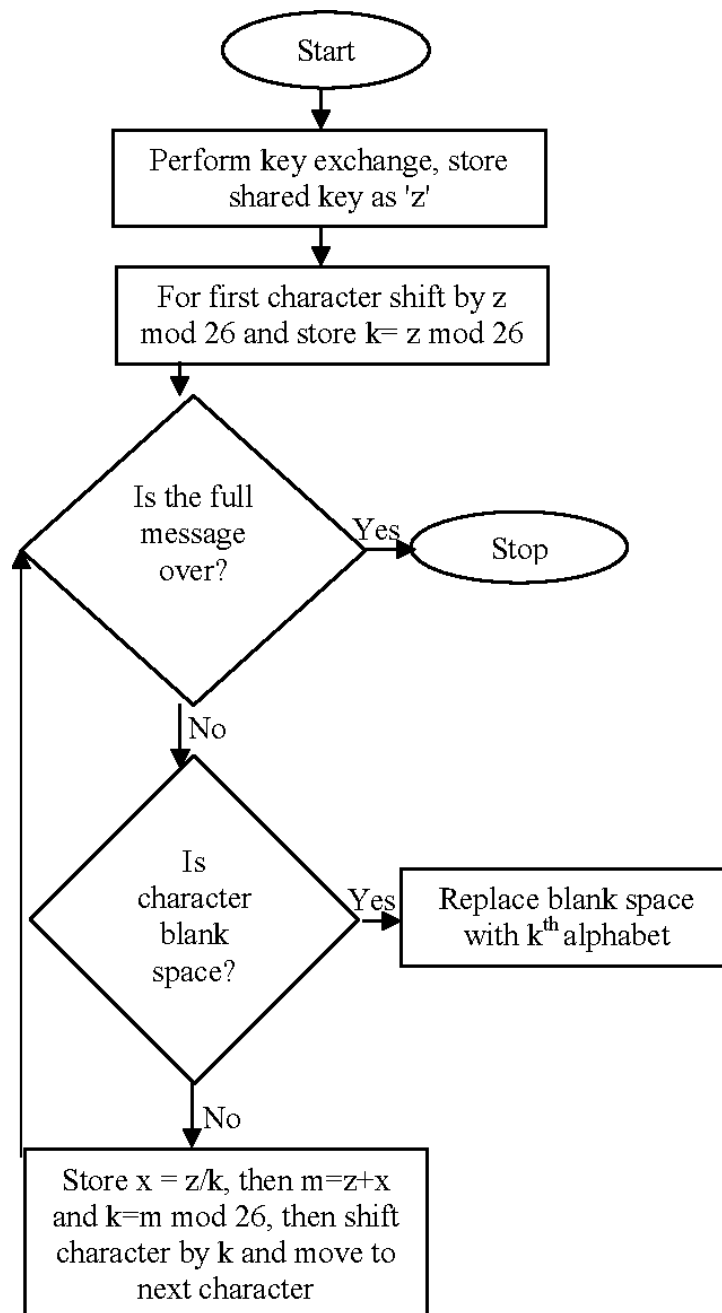 Start
Perform key exchange, store
shared key as 'z'
For first character shift by z
mod 26 and store k= z mod 26
Is the full
message
over?
Yes
Stop
No
Is
character
blank
space?
Yes
Replace blank space
with kᵗʰ alphabet
No
Store x = z/k, then m=z+x
and k=m mod 26, then shift
character by k and move to
next character